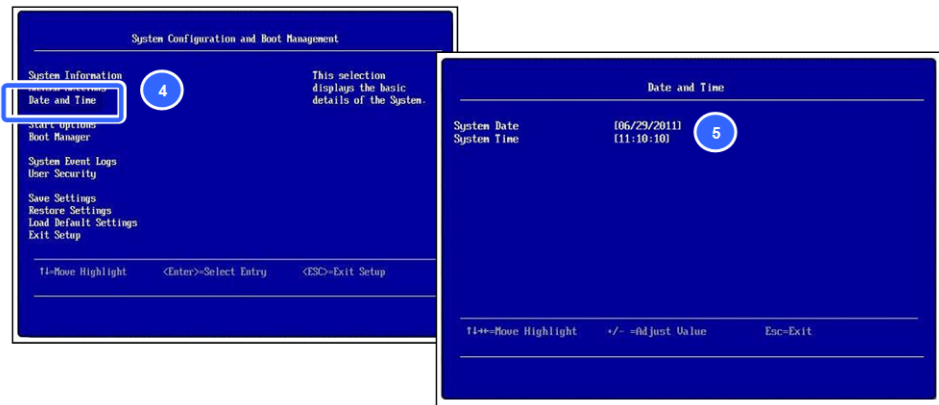 System Configuration and Boot Management
System Information
This selection
displays the basic
details of the System.
Date and Time
4
Start Options
Boot Manager
System Event Logs
User Security
Save Settings
Restore Settings
Load Default Settings
Exit Setup
↑↓=Move Highlight <Enter>=Select Entry <ESC>=Exit Setup
Date and Time
System Date [06/29/2011]
System Time [11:10:10]
5
↑↓→←=Move Highlight +/- =Adjust Value Esc=Exit